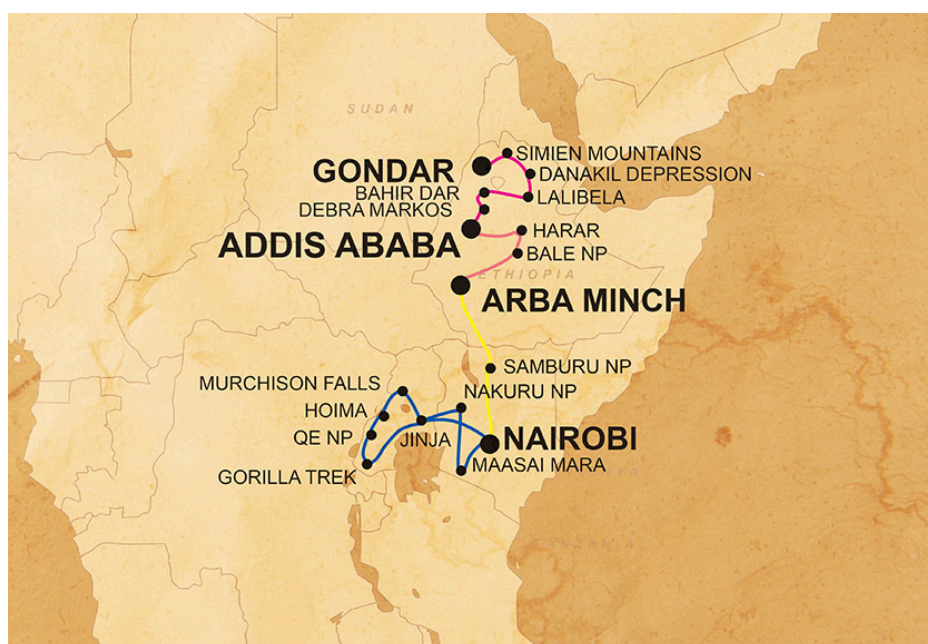 SUDAN
SIMIEN MOUNTAINS
GONDAR
DANAKIL DEPRESSION
BAHIR DAR
LALIBELA
DEBRA MARKOS
HARAR
ADDIS ABABA
BALE NP
ETHIOPIA
ARBA MINCH
SAMBURU NP
MURCHISON FALLS
NAKURU NP
HOIMA
QE NP
JINJA
NAIROBI
MAASAI MARA
GORILLA TREK